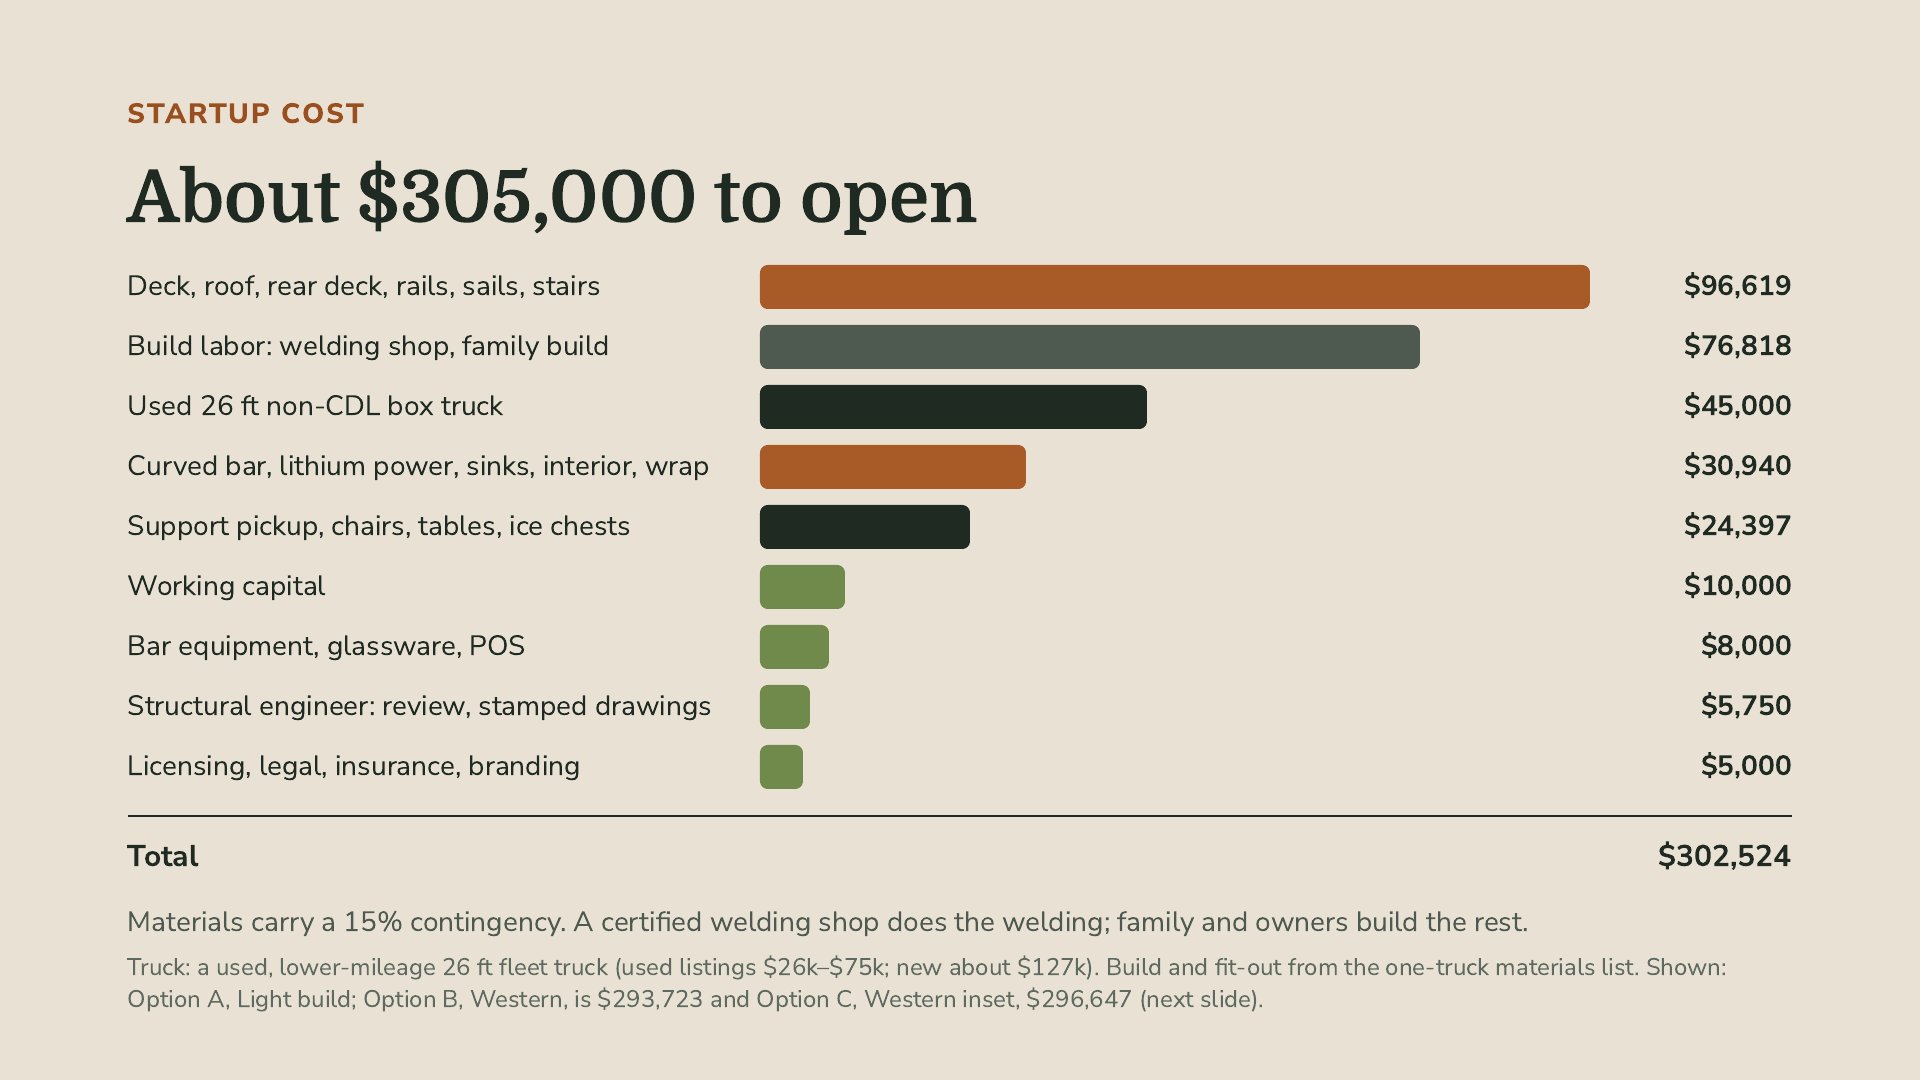 STARTUP COST
About $305,000 to open
Deck, roof, rear deck, rails, sails, stairs $96,619
Build labor: welding shop, family build $76,818
Used 26 ft non-CDL box truck $45,000
Curved bar, lithium power, sinks, interior, wrap $30,940
Support pickup, chairs, tables, ice chests $24,397
Working capital $10,000
Bar equipment, glassware, POS $8,000
Structural engineer: review, stamped drawings $5,750
Licensing, legal, insurance, branding $5,000
Total $302,524
Materials carry a 15% contingency. A certified welding shop does the welding; family and owners build the rest.
Truck: a used, lower-mileage 26 ft fleet truck (used listings $26k–$75k; new about $127k). Build and fit-out from the one-truck materials list. Shown:
Option A, Light build; Option B, Western, is $293,723 and Option C, Western inset, $296,647 (next slide).